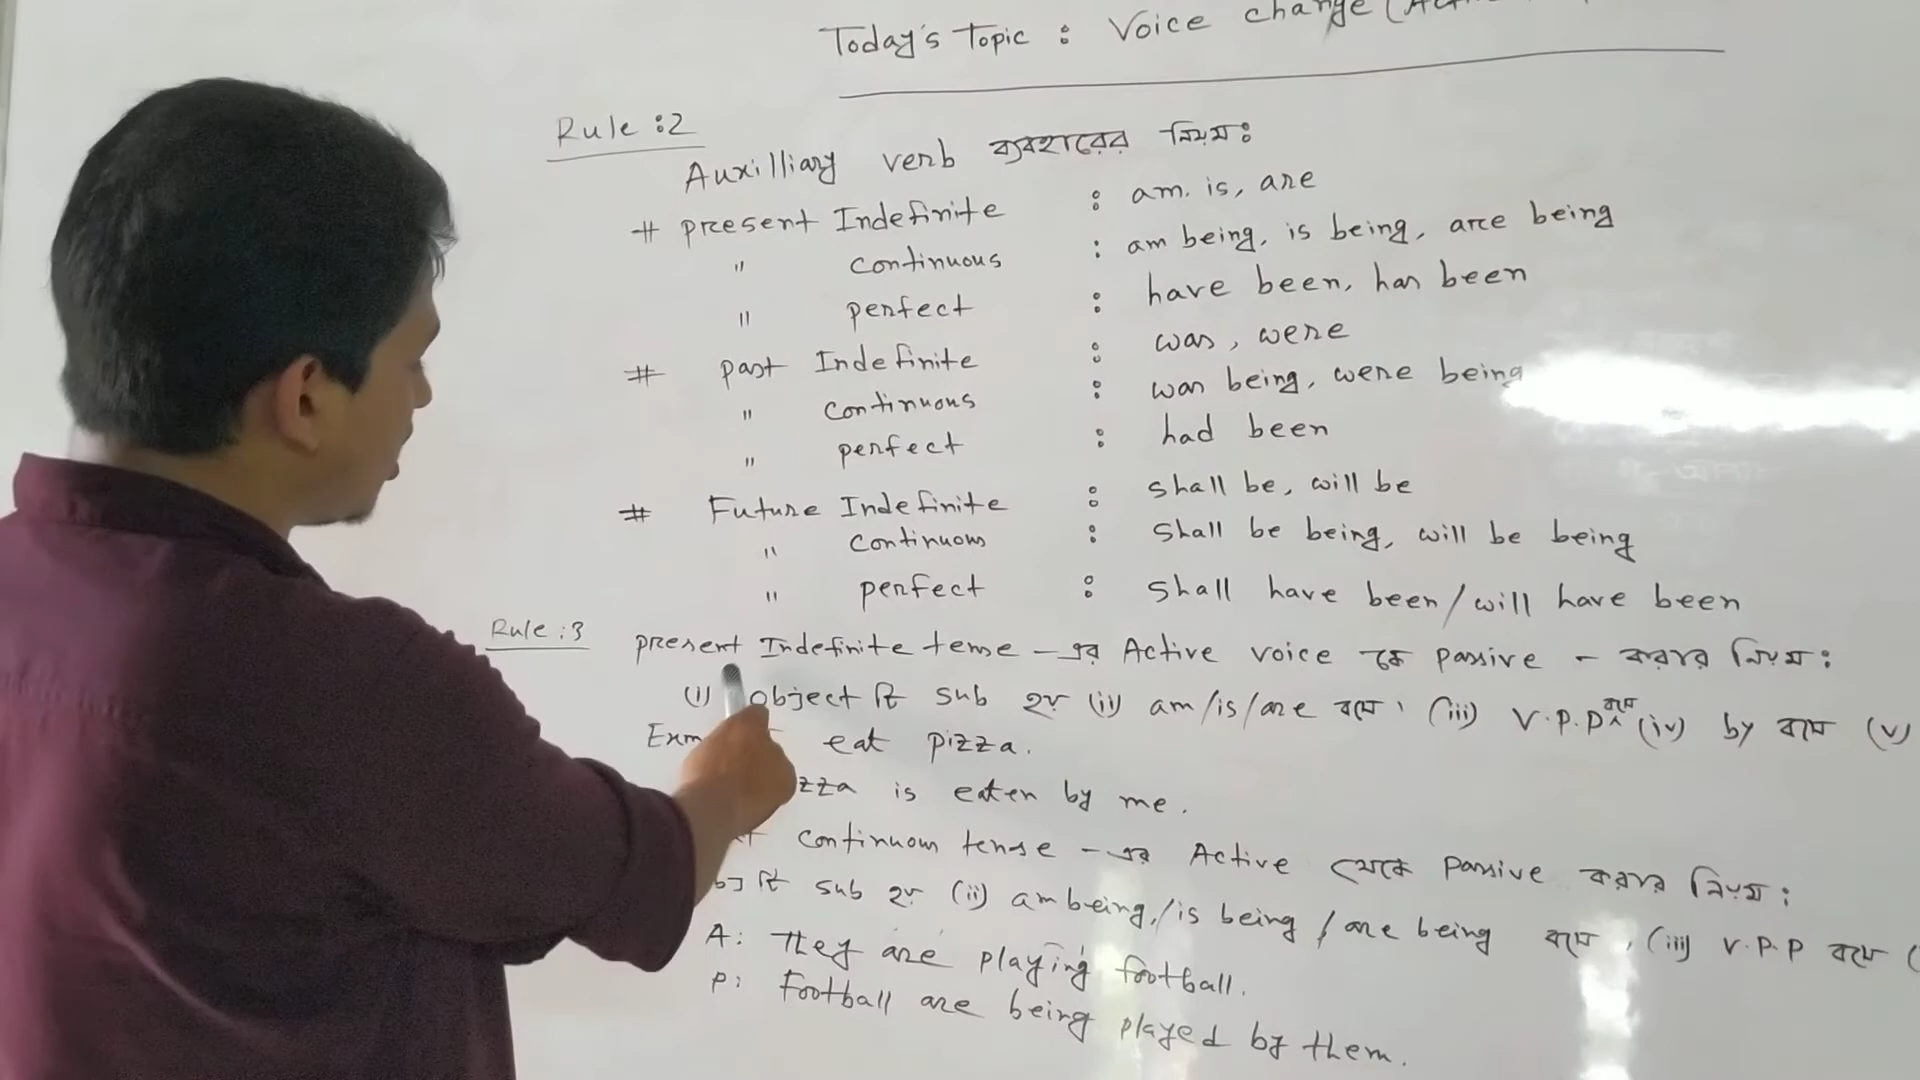 Today's Topic : Voice change (
Rule :2
Auxilliary verb ব্যবহারের নিয়ম :
# present Indefinite : am. is, are
" continuous : am being, is being, are being
" perfect : have been, has been
# past Indefinite : was, were
" continuous : was being, were being
" perfect : had been
# Future Indefinite : shall be, will be
" continuous : shall be being, will be being
" perfect : shall have been/will have been
Rule :3 present Indefinite tense -এর Active voice কে passive - করার নিয়ম :
(i) object টি sub হয় (ii) am/is/are বসে। (iii) V.P.P বসে (iv) by বসে (v)
eat pizza.
is eaten by me.
continuous tense -এর Active থেকে passive করার নিয়ম :
টি sub হয় (ii) am being,/is being / are being বসে, (iii) V.P.P বসে (
A: They are playing football.
P: Football are being played by them.